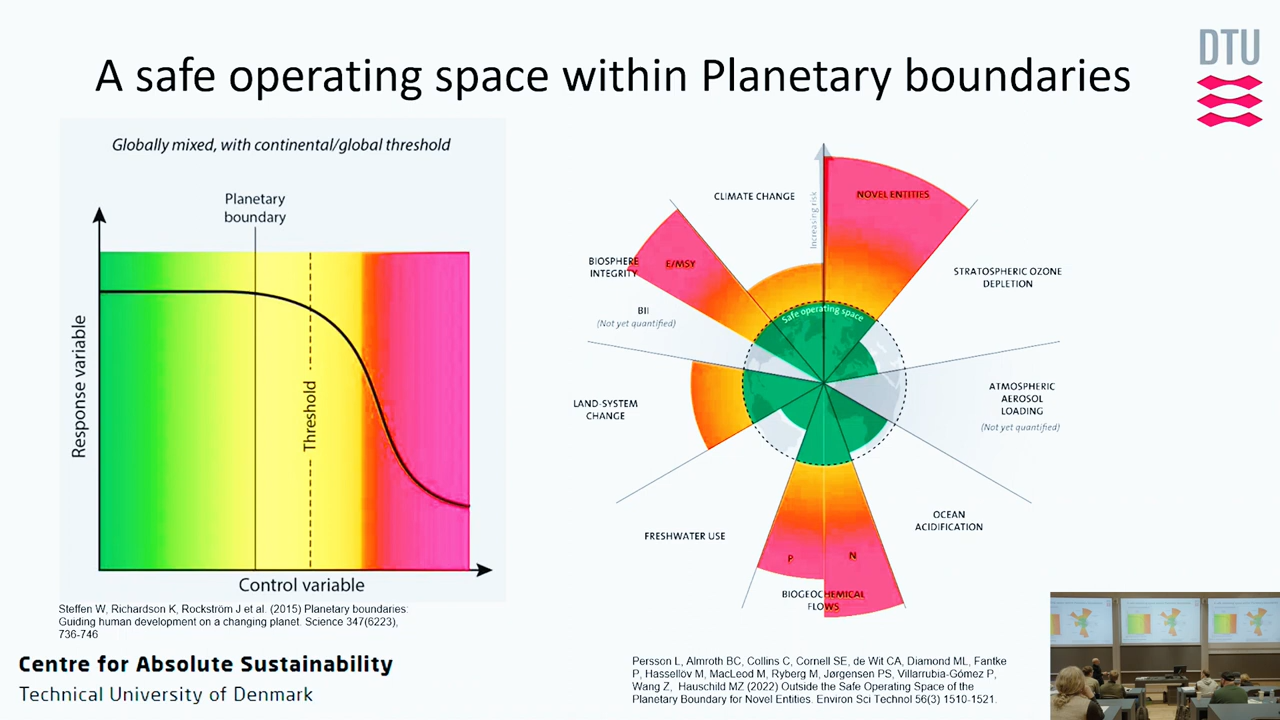 A safe operating space within Planetary boundaries
DTU
Globally mixed, with continental/global threshold
Planetary
boundary
Response variable
Threshold
Control variable
Steffen W, Richardson K, Rockström J et al. (2015) Planetary boundaries:
Guiding human development on a changing planet. Science 347(6223),
736-746
Centre for Absolute Sustainability
Technical University of Denmark
CLIMATE CHANGE
Increasing risk
NOVEL ENTITIES
BIOSPHERE
INTEGRITY
E/MSY
STRATOSPHERIC OZONE
DEPLETION
BII
(Not yet quantified)
Safe operating space
LAND-SYSTEM
CHANGE
ATMOSPHERIC
AEROSOL
LOADING
(Not yet quantified)
FRESHWATER USE
OCEAN
ACIDIFICATION
P
N
BIOGEOCHEMICAL
FLOWS
Persson L, Almroth BC, Collins C, Cornell SE, de Wit CA, Diamond ML, Fantke
P, Hassellov M, MacLeod M, Ryberg M, Jørgensen PS, Villarrubia-Gómez P,
Wang Z, Hauschild MZ (2022) Outside the Safe Operating Space of the
Planetary Boundary for Novel Entities. Environ Sci Technol 56(3) 1510-1521.